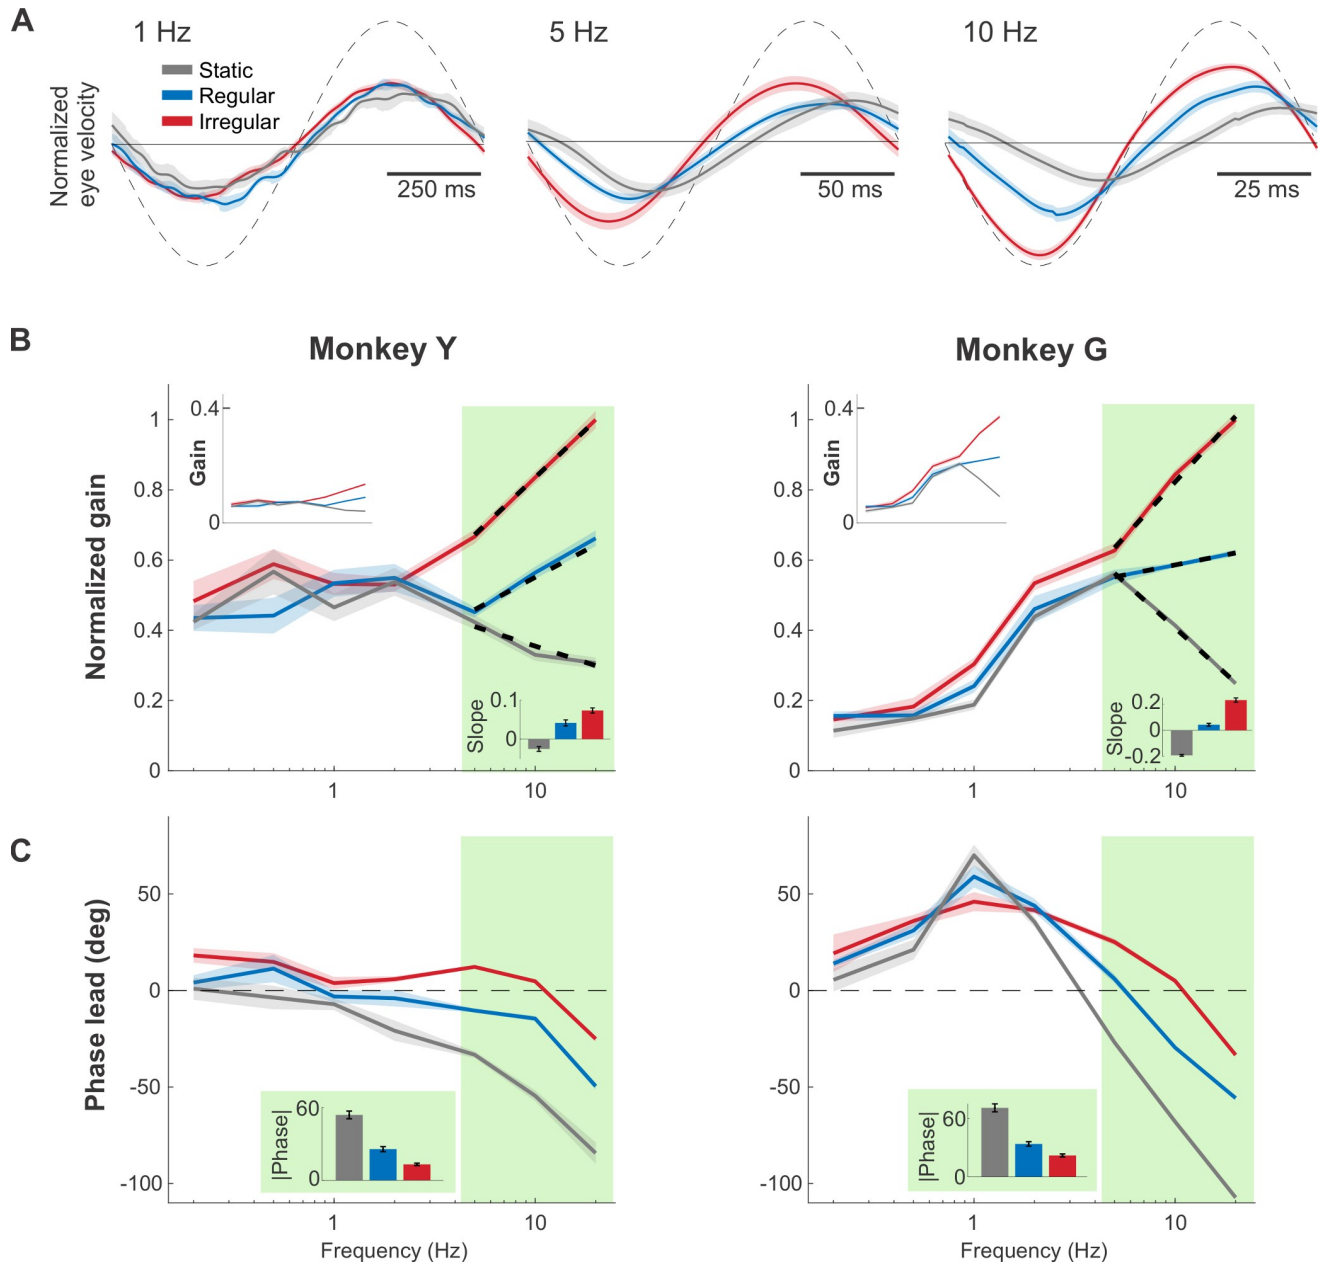 A
1 Hz
5 Hz
10 Hz
Static
Regular
Irregular
Normalized
eye velocity
250 ms
50 ms
25 ms
B
Monkey Y
Monkey G
Normalized gain
1
0.8
0.6
0.4
0.2
0
Gain
0.4
0
Slope
0.1
0
1
10
1
0.8
0.6
0.4
0.2
0
Gain
0.4
0
Slope
0.2
0
-0.2
1
10
C
Phase lead (deg)
50
0
-50
-100
|Phase|
60
0
1
10
Frequency (Hz)
50
0
-50
-100
|Phase|
60
0
1
10
Frequency (Hz)